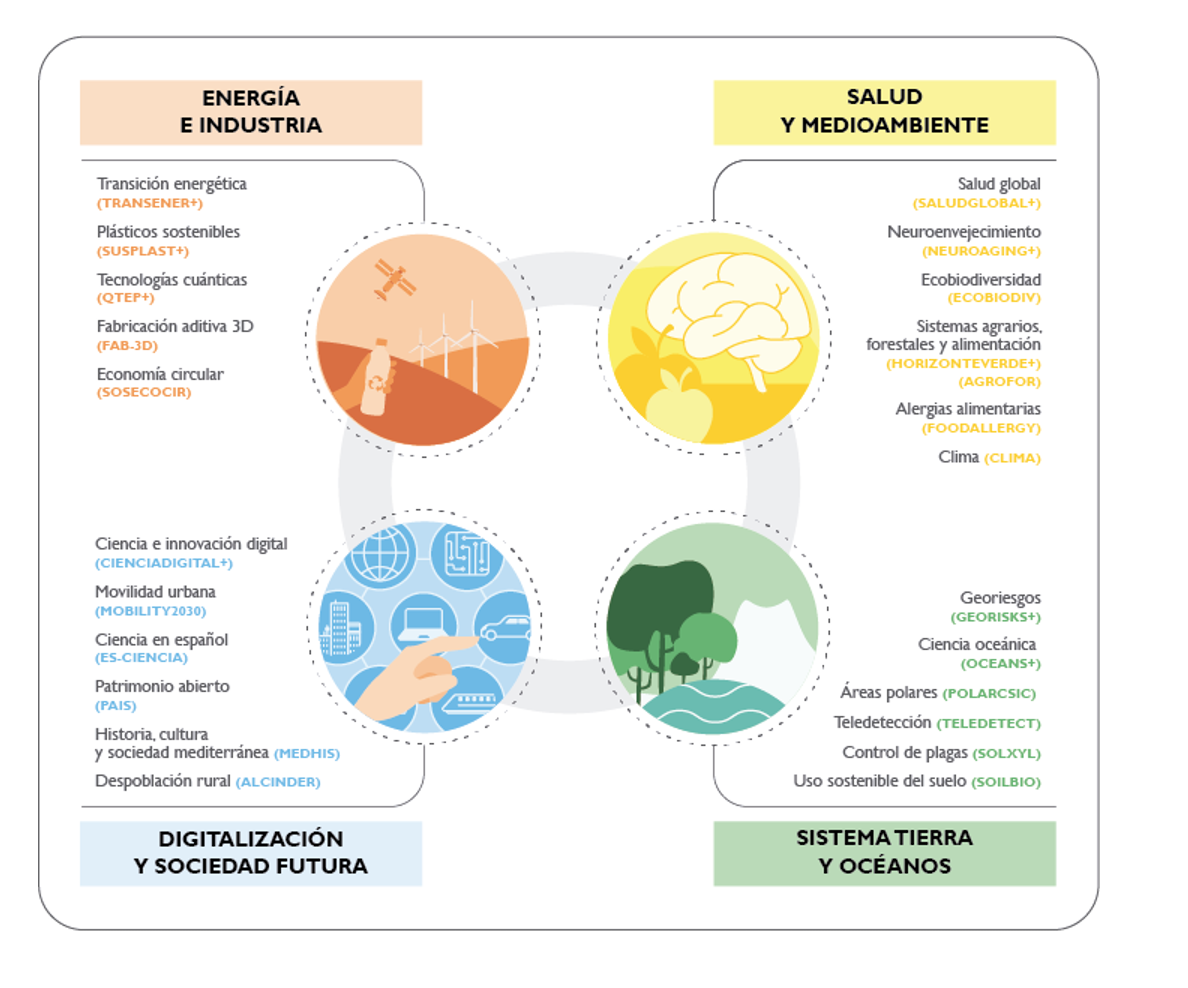 ENERGÍA
E INDUSTRIA
Transición energética
(TRANSENER+)
Plásticos sostenibles
(SUSPLAST+)
Tecnologías cuánticas
(QTEP+)
Fabricación aditiva 3D
(FAB-3D)
Economía circular
(SOSECOCIR)
SALUD
Y MEDIOAMBIENTE
Salud global
(SALUDGLOBAL+)
Neuroenvejecimiento
(NEUROAGING+)
Ecobiodiversidad
(ECOBIODIV)
Sistemas agrarios,
forestales y alimentación
(HORIZONTEVERDE+)
(AGROFOR)
Alergias alimentarias
(FOODALLERGY)
Clima (CLIMA)
Ciencia e innovación digital
(CIENCIADIGITAL+)
Movilidad urbana
(MOBILITY2030)
Ciencia en español
(ES-CIENCIA)
Patrimonio abierto
(PAIS)
Historia, cultura
y sociedad mediterránea (MEDHIS)
Despoblación rural (ALCINDER)
DIGITALIZACIÓN
Y SOCIEDAD FUTURA
Georiesgos
(GEORISKS+)
Ciencia oceánica
(OCEANS+)
Áreas polares (POLARCSIC)
Teledetección (TELEDETECT)
Control de plagas (SOLXYL)
Uso sostenible del suelo (SOILBIO)
SISTEMA TIERRA
Y OCÉANOS